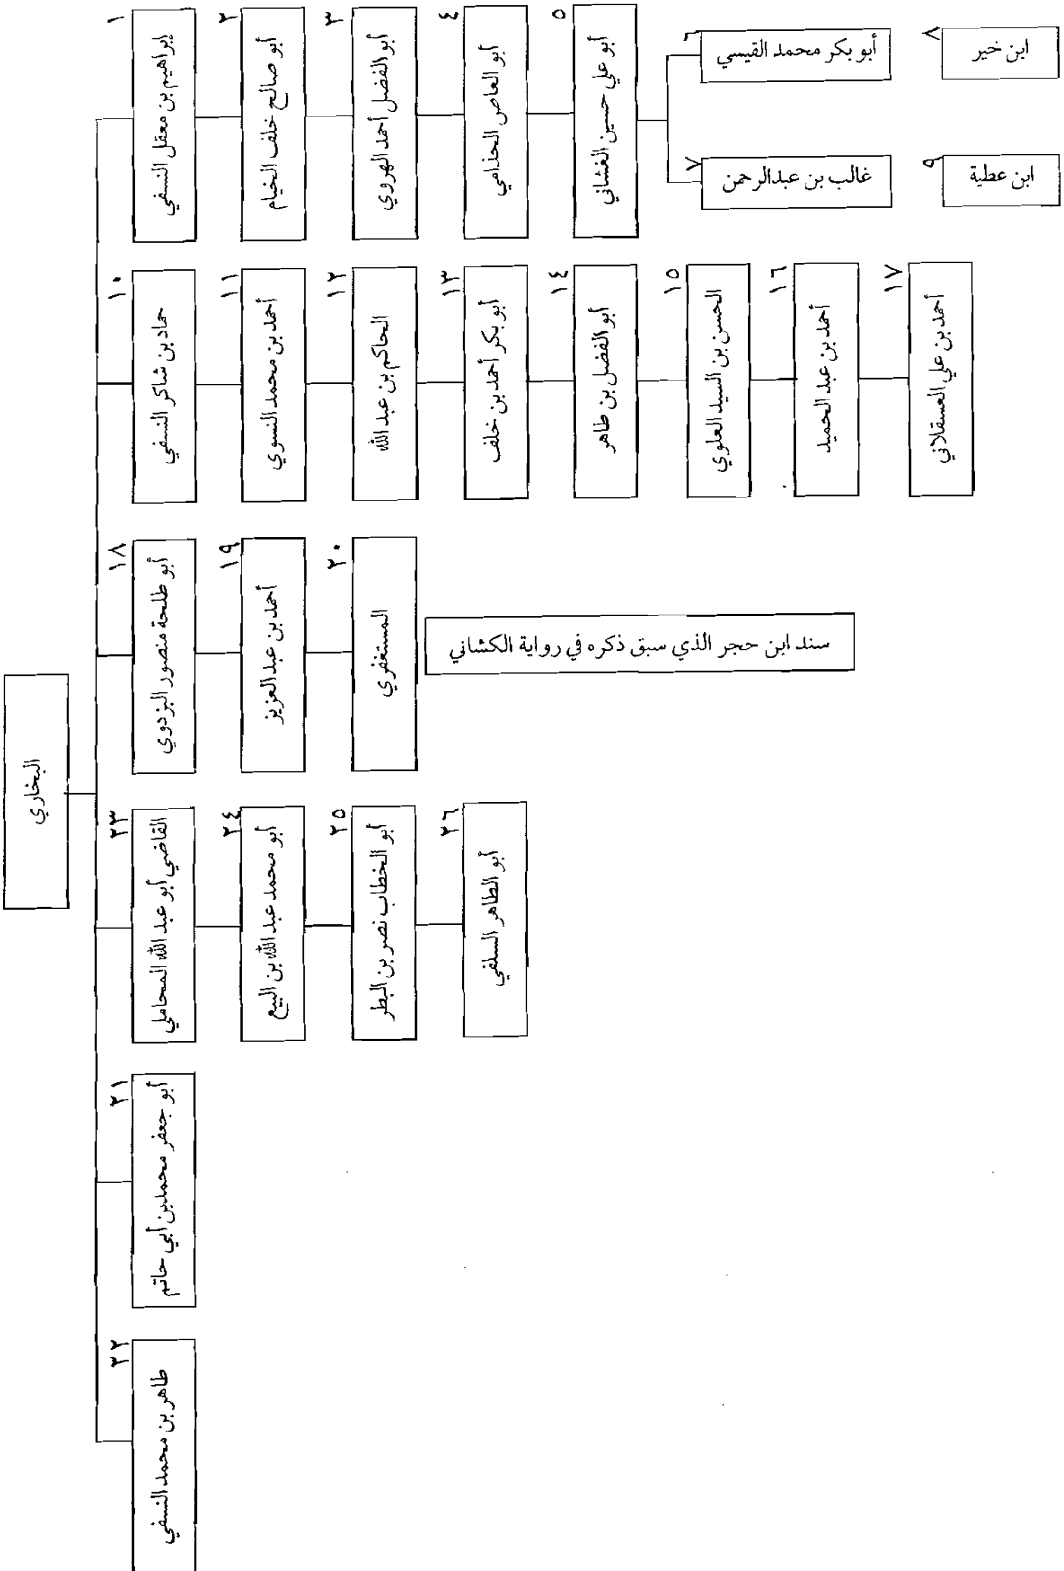 البخاري
١
إبراهيم بن معقل النسفي
٢
أبو صالح خلف الخيام
٣
أبو الفضل أحمد الهروي
٤
أبو العاص الحذامي
٥
أبو علي حسين الغشاني
٦
أبو بكر محمد القيسي
٧
غالب بن عبدالرحمن
٨
ابن خير
٩
ابن عطية
١٠
حماد بن شاكر النسفي
١١
أحمد بن محمد النسوي
١٢
الحاكم بن عبد الله
١٣
أبو بكر أحمد بن خلف
١٤
أبو الفضل بن طاهر
١٥
الحسن بن السيد العلوي
١٦
أحمد بن عبد الحميد
١٧
أحمد بن علي العسقلاني
١٨
أبو طلحة منصور البزدوي
١٩
أحمد بن عبد العزيز
٢٠
المستغفري
سند ابن حجر الذي سبق ذكره في رواية الكشاني
٢٣
القاضي أبو عبد الله المحاملي
٢٤
أبو محمد عبد الله بن البيع
٢٥
أبو الخطاب نصر بن البطر
٢٦
أبو الطاهر السلفي
٢١
أبو جعفر محمد بن أبي حاتم
٢٢
طاهر بن محمد النسفي